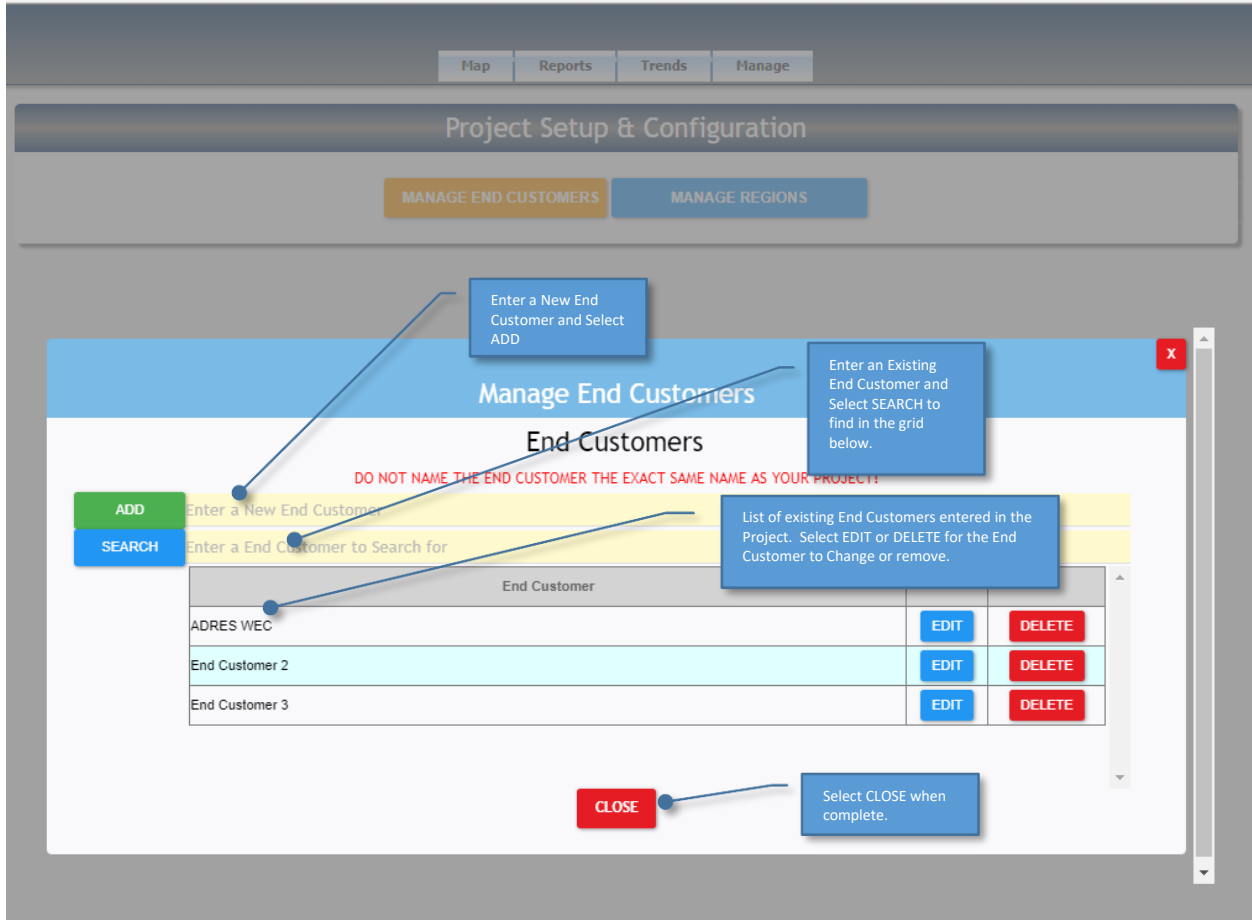 Map Reports Trends Manage
Project Setup & Configuration
MANAGE END CUSTOMERS MANAGE REGIONS
Enter a New End
Customer and Select
ADD
Enter an Existing
End Customer and
Select SEARCH to
find in the grid
below.
X
Manage End Customers
End Customers
DO NOT NAME THE END CUSTOMER THE EXACT SAME NAME AS YOUR PROJECT!
ADD Enter a New End Customer
SEARCH Enter a End Customer to Search for
List of existing End Customers entered in the
Project. Select EDIT or DELETE for the End
Customer to Change or remove.
End Customer
ADRES WEC EDIT DELETE
End Customer 2 EDIT DELETE
End Customer 3 EDIT DELETE
CLOSE
Select CLOSE when
complete.